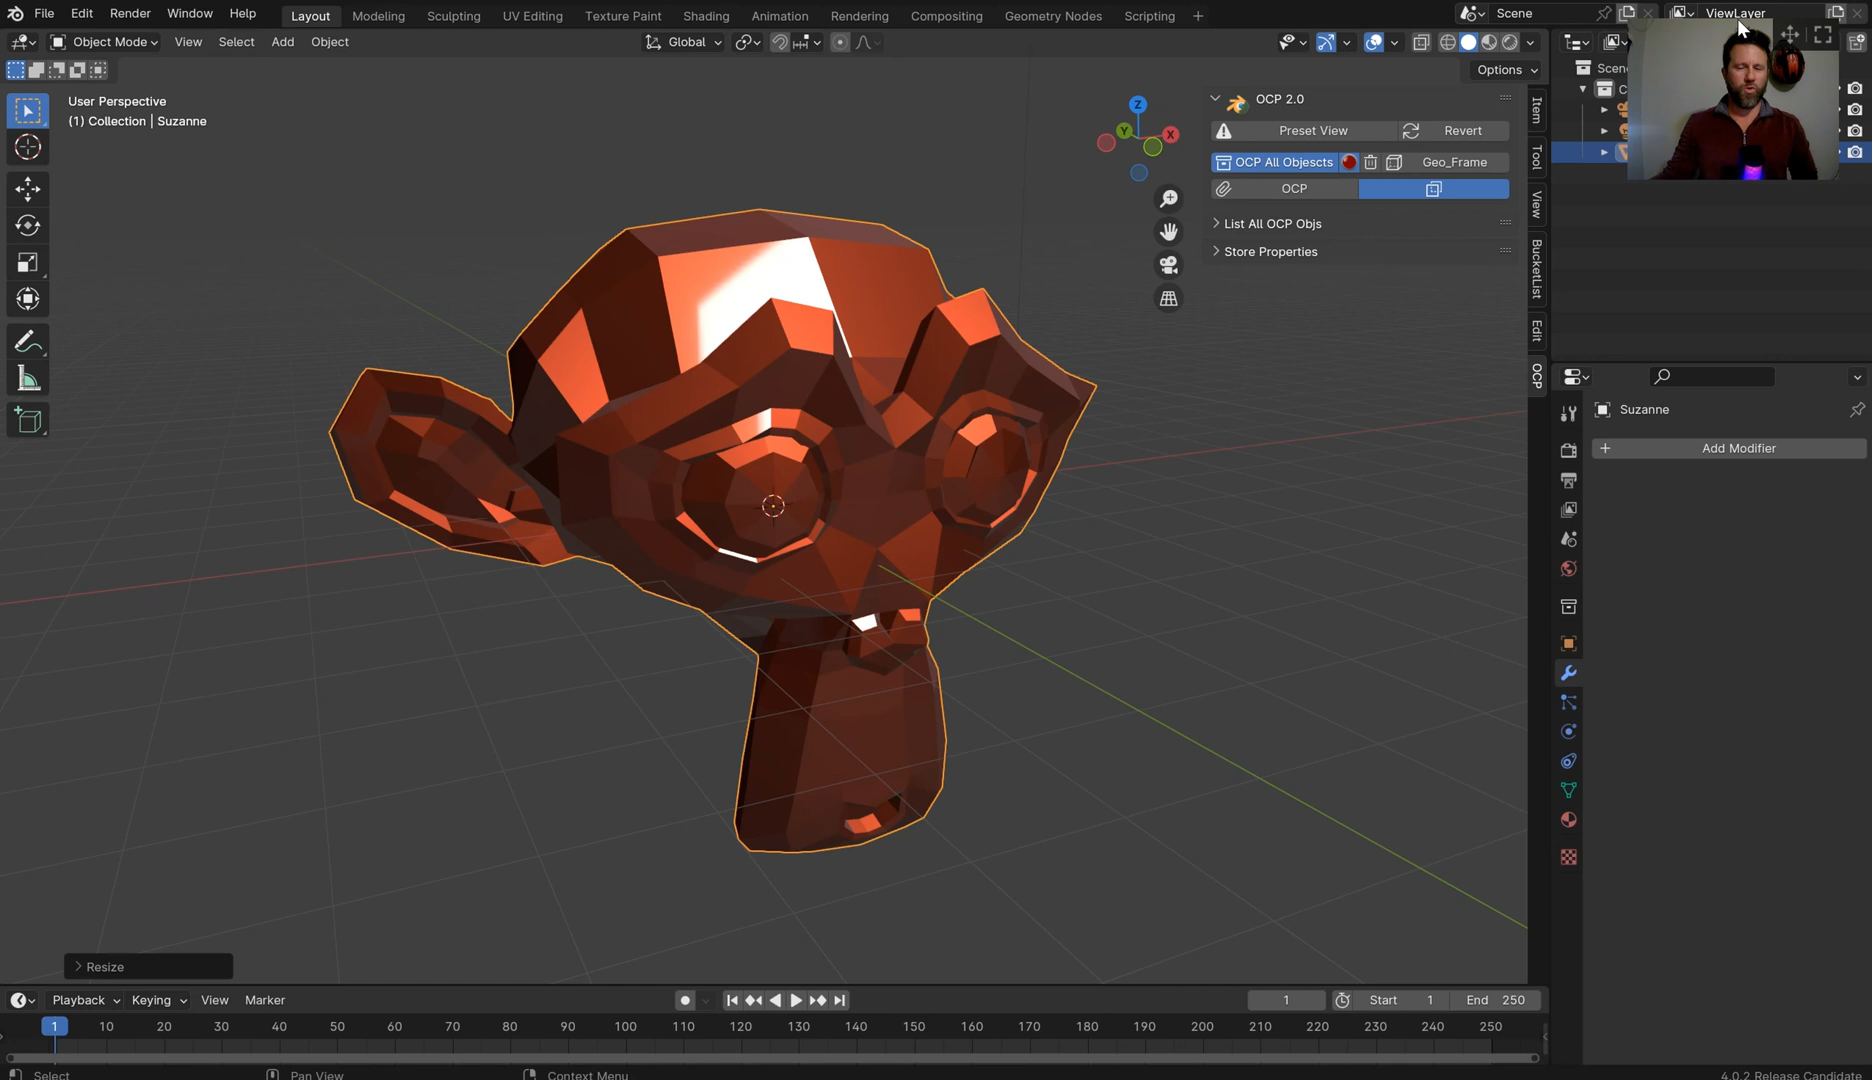 File Edit Render Window Help Layout Modeling Sculpting UV Editing Texture Paint Shading Animation Rendering Compositing Geometry Nodes Scripting + Scene ViewLayer
Object Mode View Select Add Object Global
Options
User Perspective
(1) Collection | Suzanne
Z
Y
X
OCP 2.0
Preset View Revert
OCP All Objescts Geo_Frame
OCP
List All OCP Objs
Store Properties
Item
Tool
View
BucketList
Edit
OCP
Suzanne
+ Add Modifier
Resize
Playback Keying View Marker 1 Start 1 End 250
1 10 20 30 40 50 60 70 80 90 100 110 120 130 140 150 160 170 180 190 200 210 220 230 240 250
Select Pan View Context Menu 4.0.2 Release Candidate